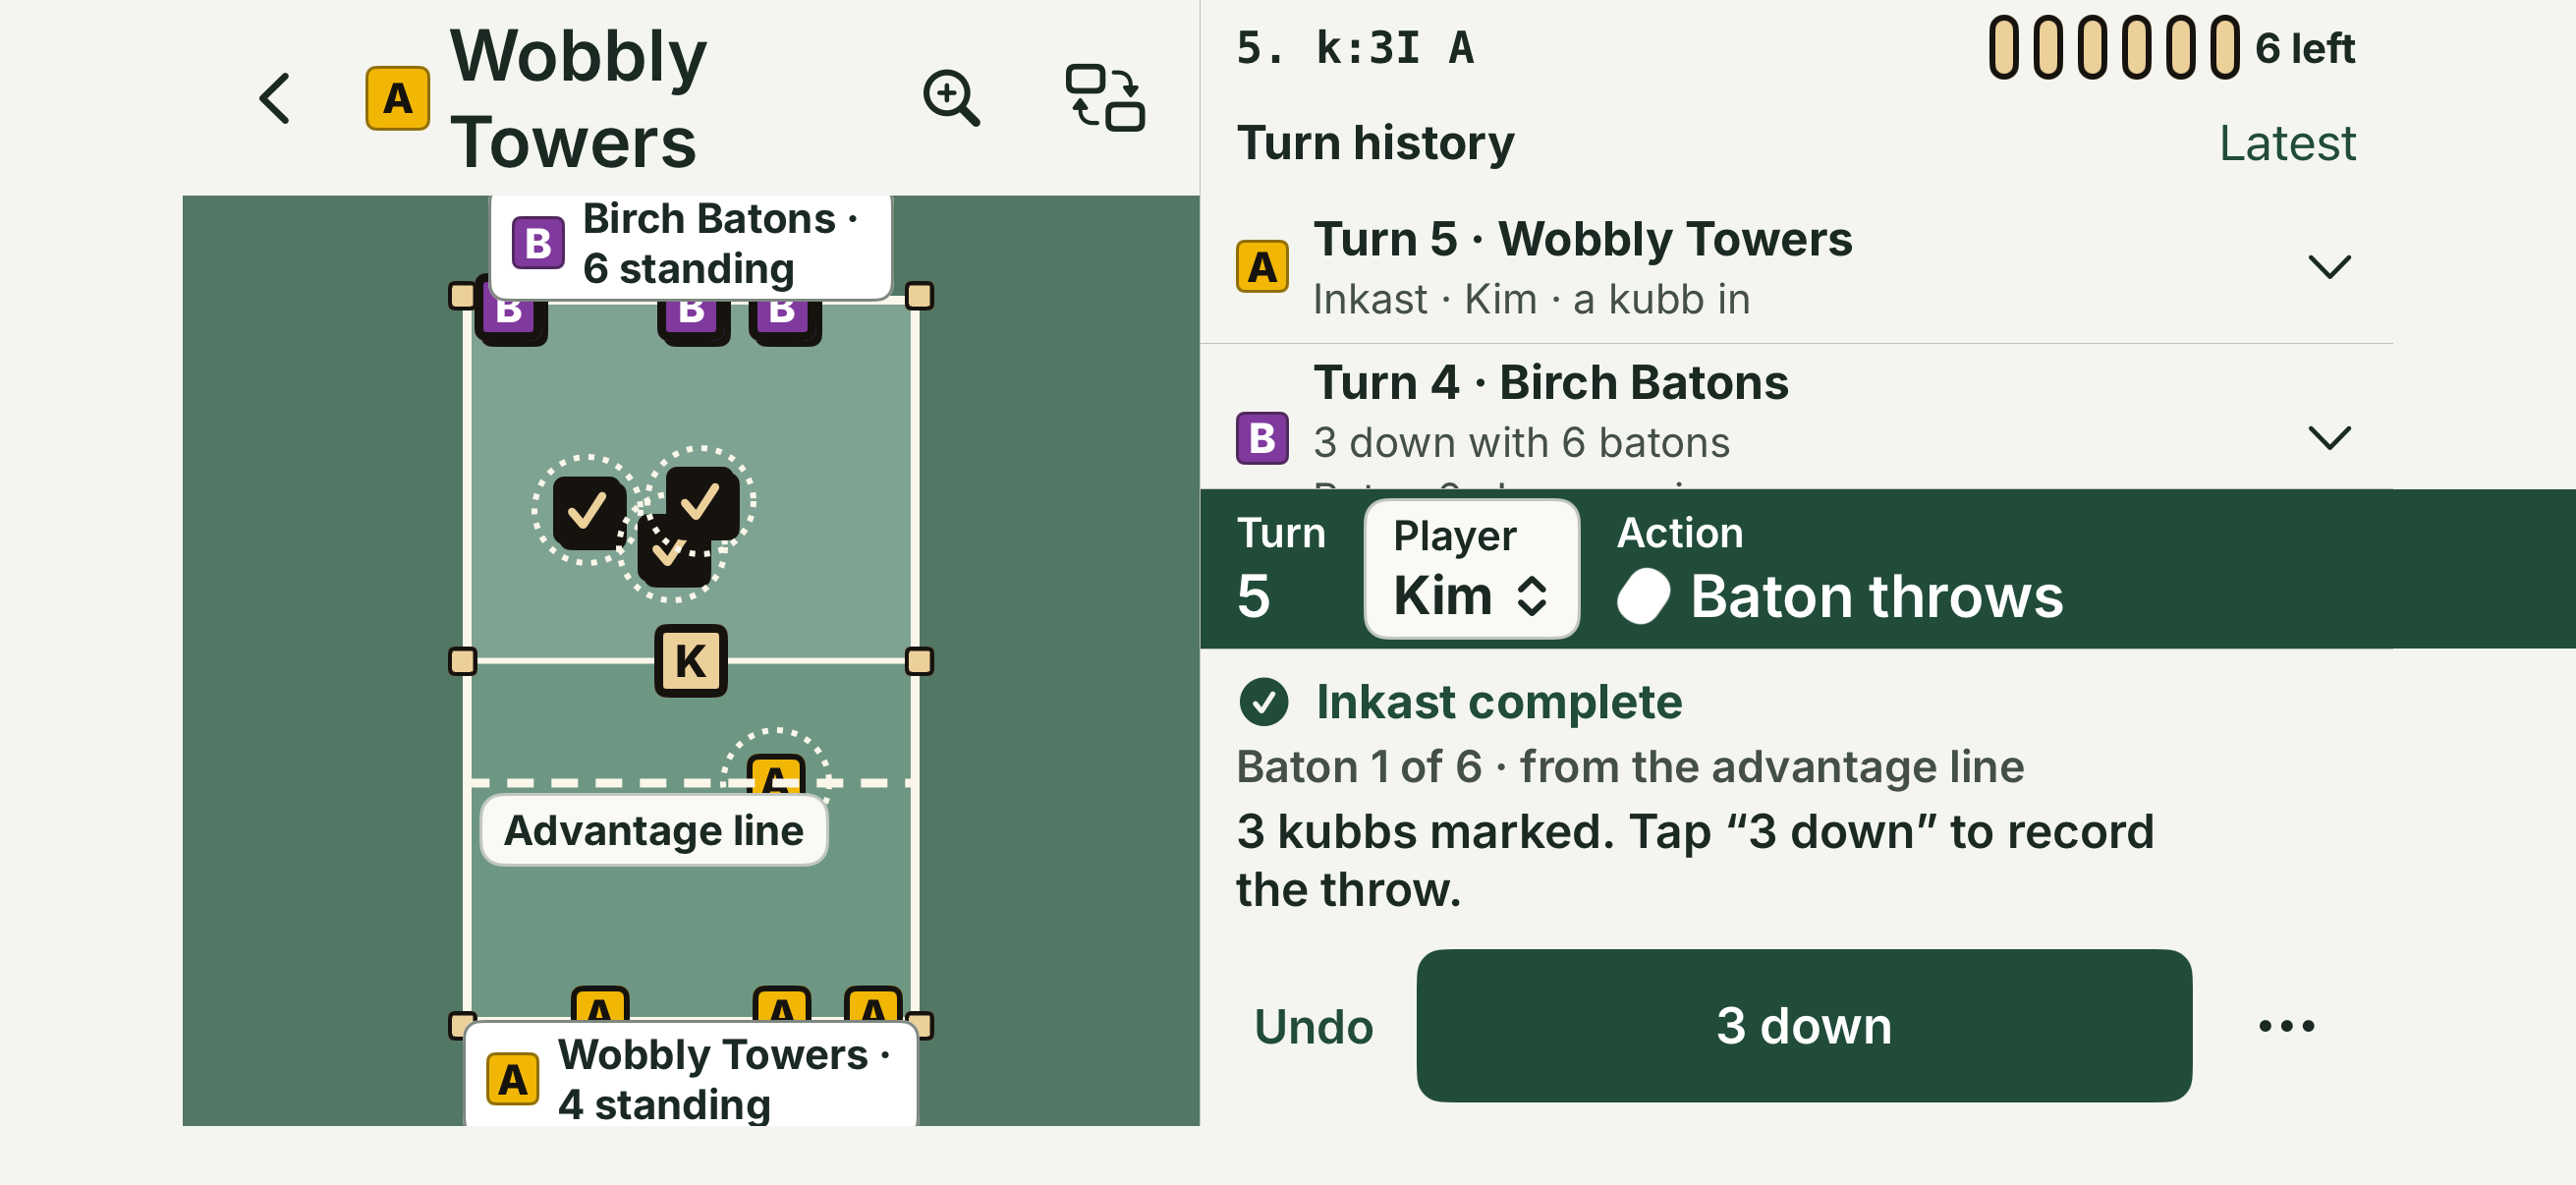 A Wobbly
Towers
B Birch Batons ·
6 standing
B B B
K
A
Advantage line
A A A
A Wobbly Towers ·
4 standing
5. k:3I A
6 left
Turn history
Latest
A Turn 5 · Wobbly Towers
Inkast · Kim · a kubb in
B Turn 4 · Birch Batons
3 down with 6 batons
Turn
5
Player
Kim
Action
Baton throws
Inkast complete
Baton 1 of 6 · from the advantage line
3 kubbs marked. Tap “3 down” to record
the throw.
Undo
3 down